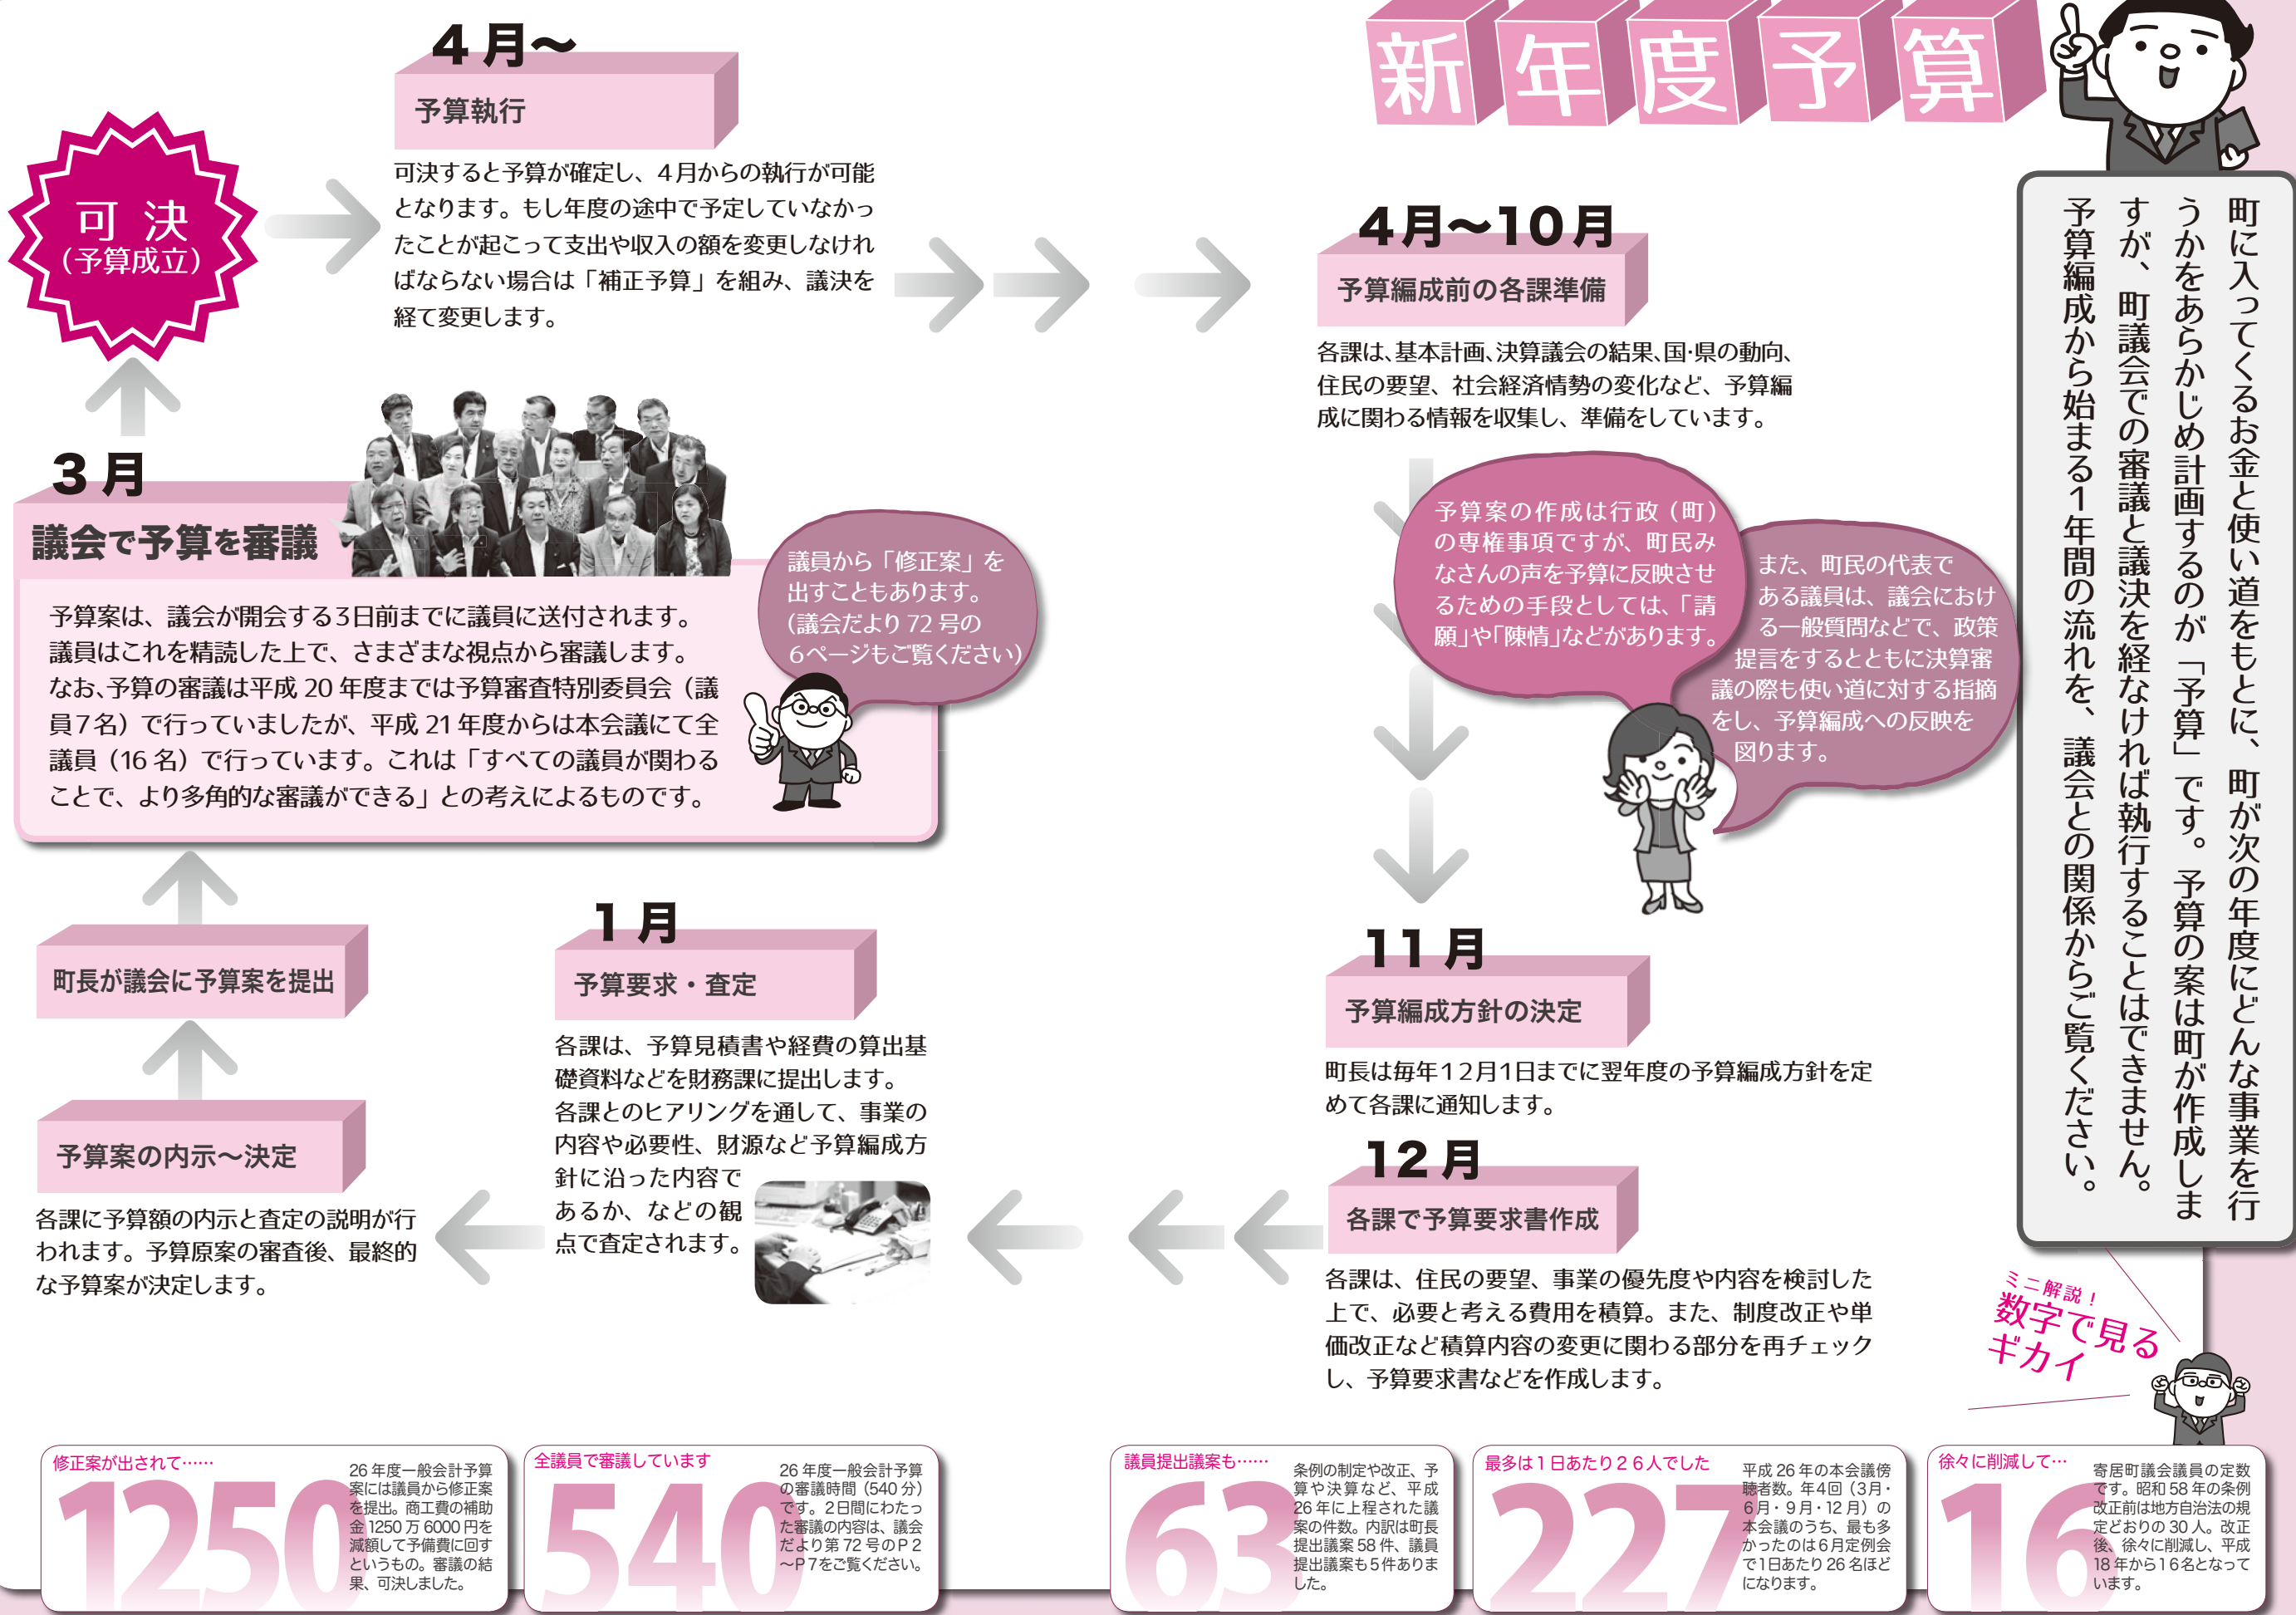 新年度予算
町に入ってくるお金と使い道をもとに、町が次の年度にどんな事業を行
うかをあらかじめ計画するのが「予算」です。予算の案は町が作成しま
すが、町議会での審議と議決を経なければ執行することはできません。
予算編成から始まる1年間の流れを、議会との関係からご覧ください。
4月～10月
予算編成前の各課準備
各課は、基本計画、決算議会の結果、国・県の動向、
住民の要望、社会経済情勢の変化など、予算編
成に関わる情報を収集し、準備をしています。
予算案の作成は行政（町）
の専権事項ですが、町民み
なさんの声を予算に反映させ
るための手段としては、「請
願」や「陳情」などがあります。
また、町民の代表で
ある議員は、議会におけ
る一般質問などで、政策
提言をするとともに決算審
議の際も使い道に対する指摘
をし、予算編成への反映を
図ります。
11月
予算編成方針の決定
町長は毎年12月1日までに翌年度の予算編成方針を定
めて各課に通知します。
12月
各課で予算要求書作成
各課は、住民の要望、事業の優先度や内容を検討した
上で、必要と考える費用を積算。また、制度改正や単
価改正など積算内容の変更に関わる部分を再チェック
し、予算要求書などを作成します。
1月
予算要求・査定
各課は、予算見積書や経費の算出基
礎資料などを財務課に提出します。
各課とのヒアリングを通して、事業の
内容や必要性、財源など予算編成方
針に沿った内容で
あるか、などの観
点で査定されます。
予算案の内示～決定
各課に予算額の内示と査定の説明が行
われます。予算原案の審査後、最終的
な予算案が決定します。
町長が議会に予算案を提出
3月
議会で予算を審議
予算案は、議会が開会する3日前までに議員に送付されます。
議員はこれを精読した上で、さまざまな視点から審議します。
なお、予算の審議は平成20年度までは予算審査特別委員会（議
員7名）で行っていましたが、平成21年度からは本会議にて全
議員（16名）で行っています。これは「すべての議員が関わる
ことで、より多角的な審議ができる」との考えによるものです。
議員から「修正案」を
出すこともあります。
（議会だより72号の
6ページもご覧ください）
可決
（予算成立）
4月～
予算執行
可決すると予算が確定し、4月からの執行が可能
となります。もし年度の途中で予定していなかっ
たことが起こって支出や収入の額を変更しなけれ
ばならない場合は「補正予算」を組み、議決を
経て変更します。
ミニ解説！
数字で見る
ギカイ
徐々に削減して…
16
寄居町議会議員の定数
です。昭和58年の条例
改正前は地方自治法の規
定どおりの30人。改正
後、徐々に削減し、平成
18年から16名となって
います。
最多は1日あたり26人でした
227
平成26年の本会議傍
聴者数。年4回（3月・
6月・9月・12月）の
本会議のうち、最も多
かったのは6月定例会
で1日あたり26名ほど
になります。
議員提出議案も……
63
条例の制定や改正、予
算や決算など、平成
26年に上程された議
案の件数。内訳は町長
提出議案58件、議員
提出議案も5件ありま
した。
全議員で審議しています
540
26年度一般会計予算
の審議時間（540分）
です。2日間にわたっ
た審議の内容は、議会
だより第72号のP2
～P7をご覧ください。
修正案が出されて……
1250
26年度一般会計予算
案には議員から修正案
を提出。商工費の補助
金1250万6000円を
減額して予備費に回す
というもの。審議の結
果、可決しました。